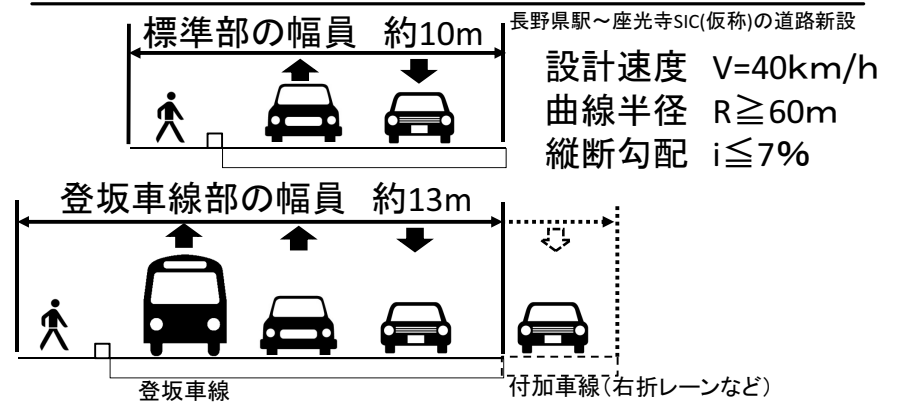 長野県駅～座光寺SIC(仮称)の道路新設
標準部の幅員　約10m
設計速度　V=40km/h
曲線半径　R≧60m
縦断勾配　i≦7%
登坂車線部の幅員　約13m
登坂車線
付加車線(右折レーンなど)